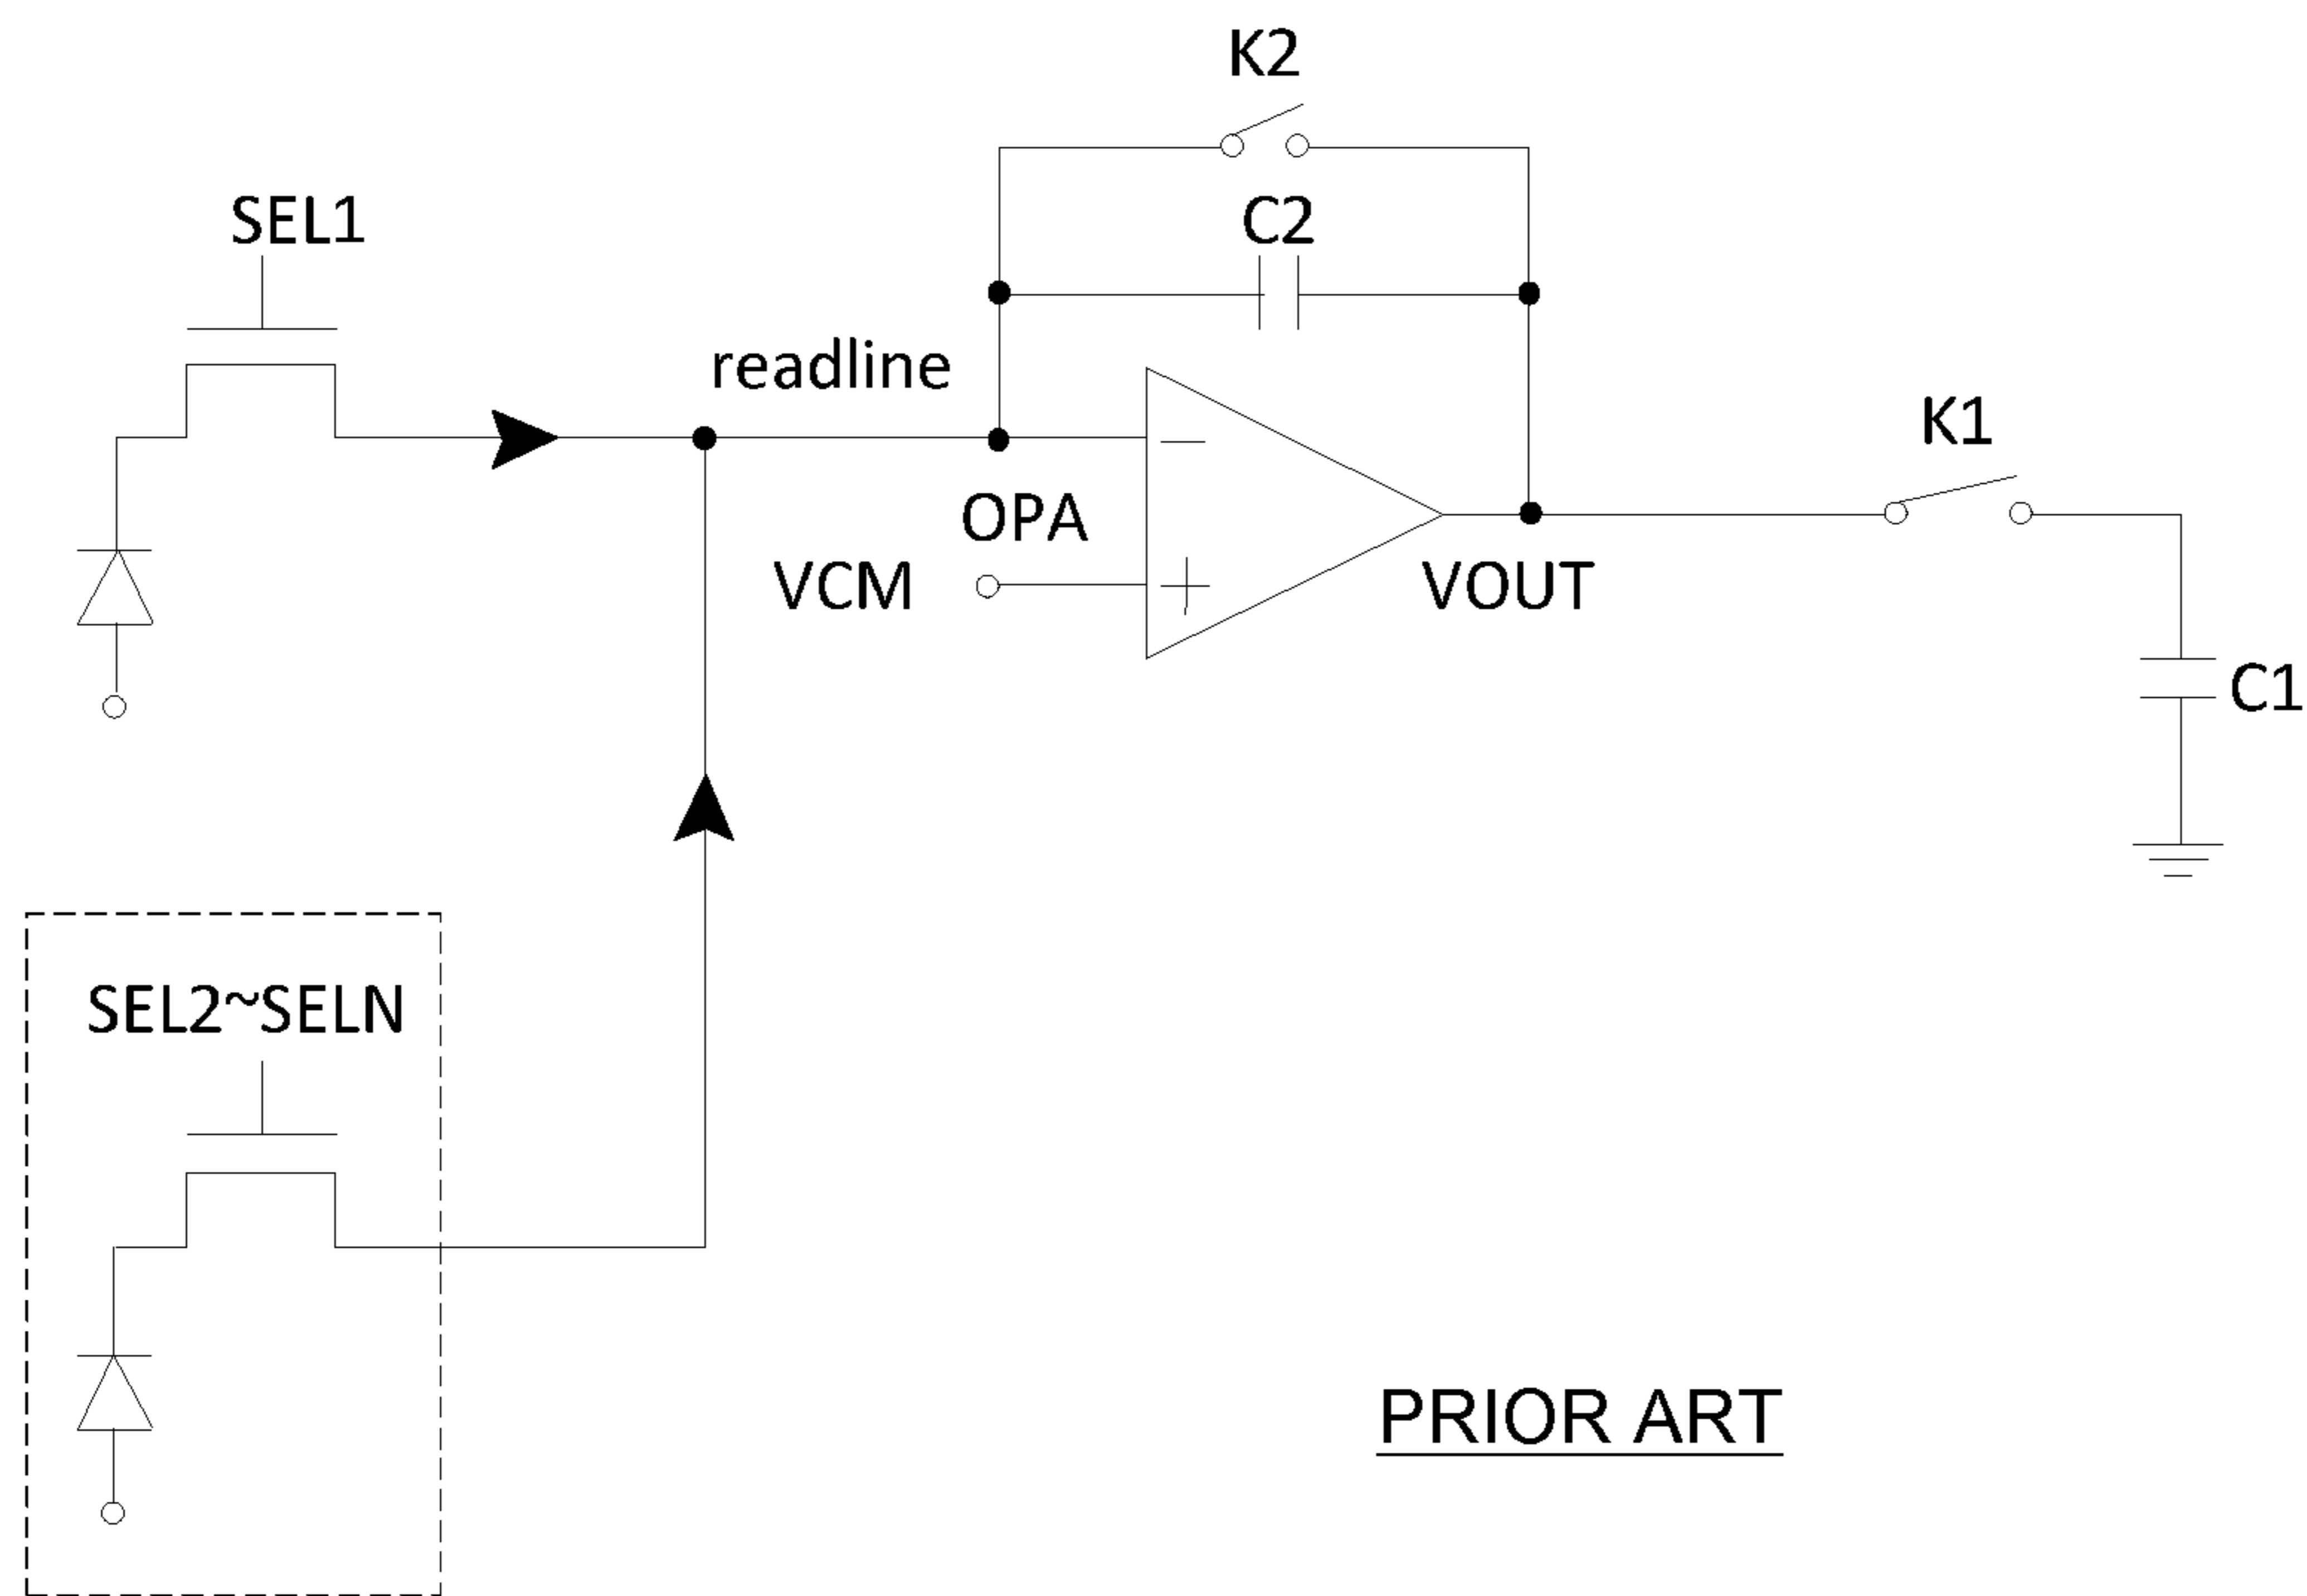 K2
SEL1
C2
readline
K1
OPA
VCM
VOUT
C1
SEL2~SELN
PRIOR ART